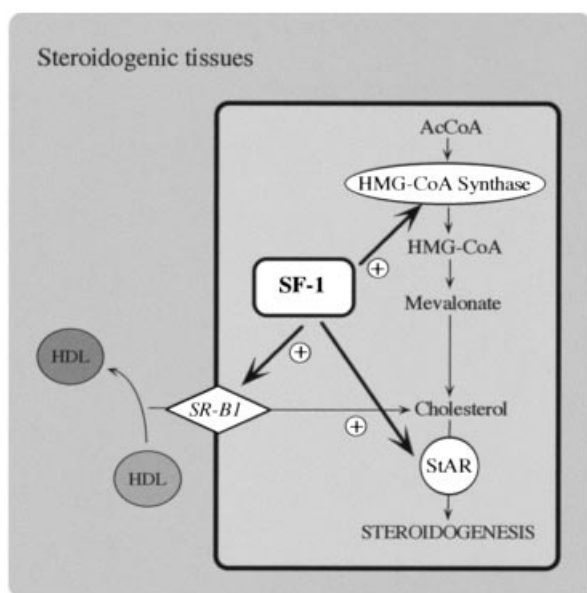 Steroidogenic tissues
AcCoA
HMG-CoA Synthase
HMG-CoA
+
SF-1
Mevalonate
HDL
+
SR-B1
Cholesterol
+
StAR
HDL
STEROIDOGENESIS